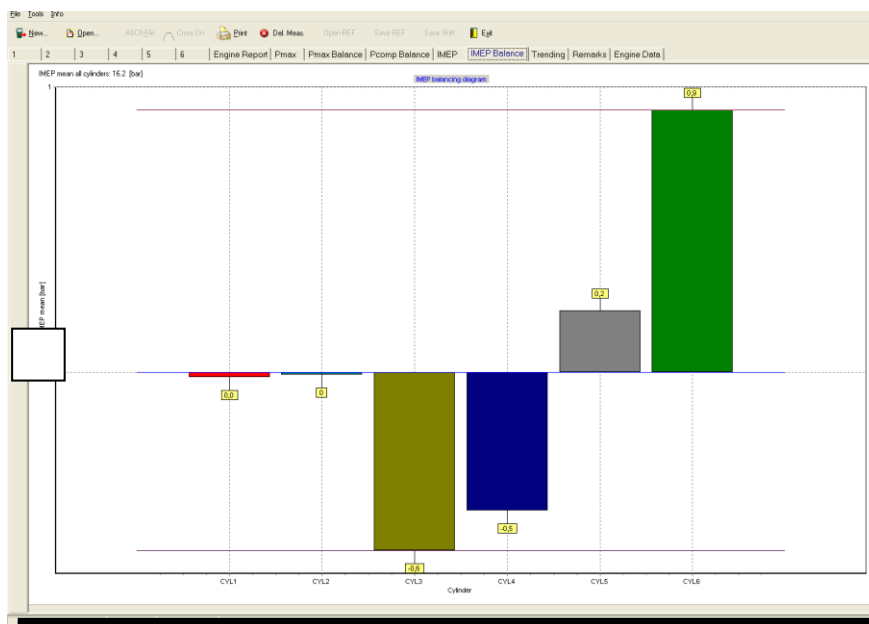 File Tools Info
New... Open... ASCII File Cross On Print Del. Meas. Open REF Save REF Save Shift Exit
1 2 3 4 5 6 Engine Report Pmax Pmax Balance Pcomp Balance IMEP IMEP Balance Trending Remarks Engine Data
IMEP mean all cylinders: 16.2 [bar]
IMEP balancing diagram
1
0,9
0,2
mean [bar]
0,0
0
-0,5
CYL1 CYL2 CYL3 CYL4 CYL5 CYL6
Cylinder